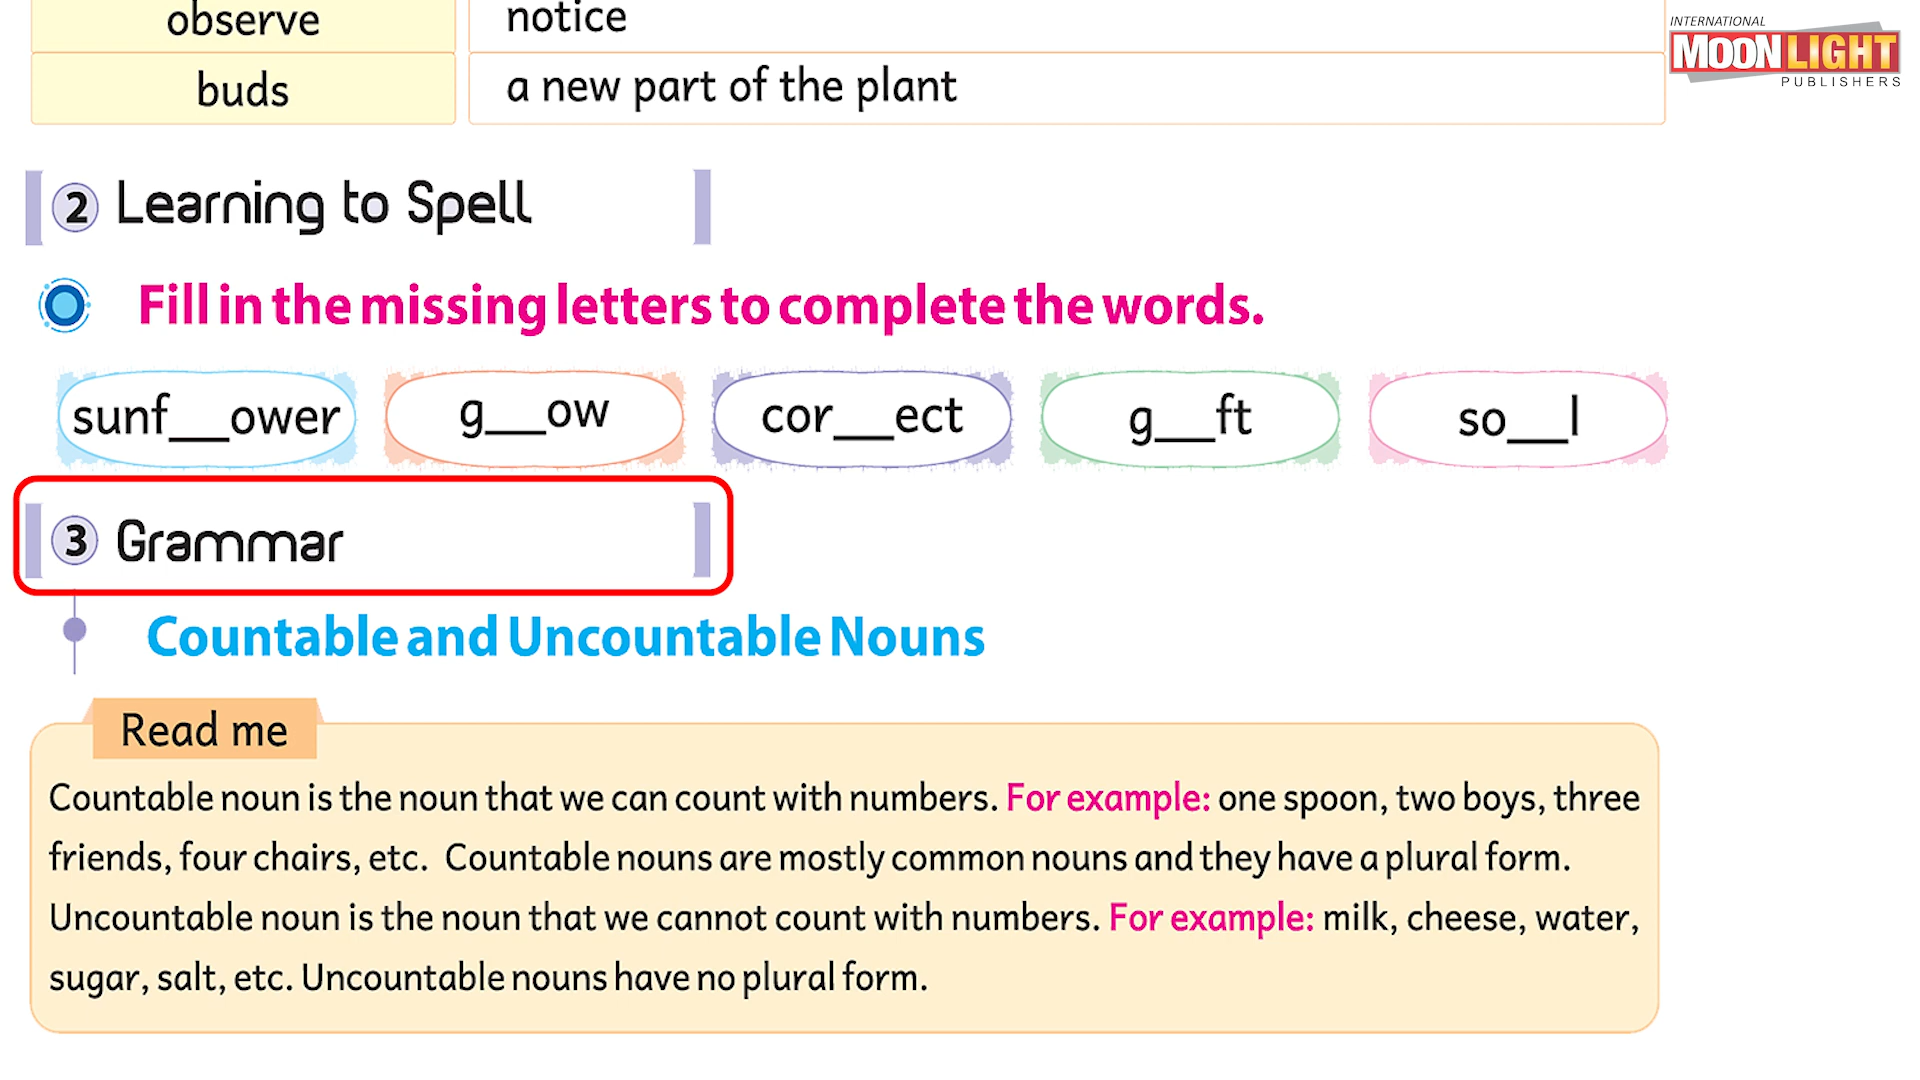 observe notice
INTERNATIONAL
MOONLIGHT
PUBLISHERS
buds a new part of the plant
2 Learning to Spell
Fill in the missing letters to complete the words.
sunf__ower g__ow cor__ect g__ft so__l
3 Grammar
Countable and Uncountable Nouns
Read me
Countable noun is the noun that we can count with numbers. For example: one spoon, two boys, three
friends, four chairs, etc. Countable nouns are mostly common nouns and they have a plural form.
Uncountable noun is the noun that we cannot count with numbers. For example: milk, cheese, water,
sugar, salt, etc. Uncountable nouns have no plural form.